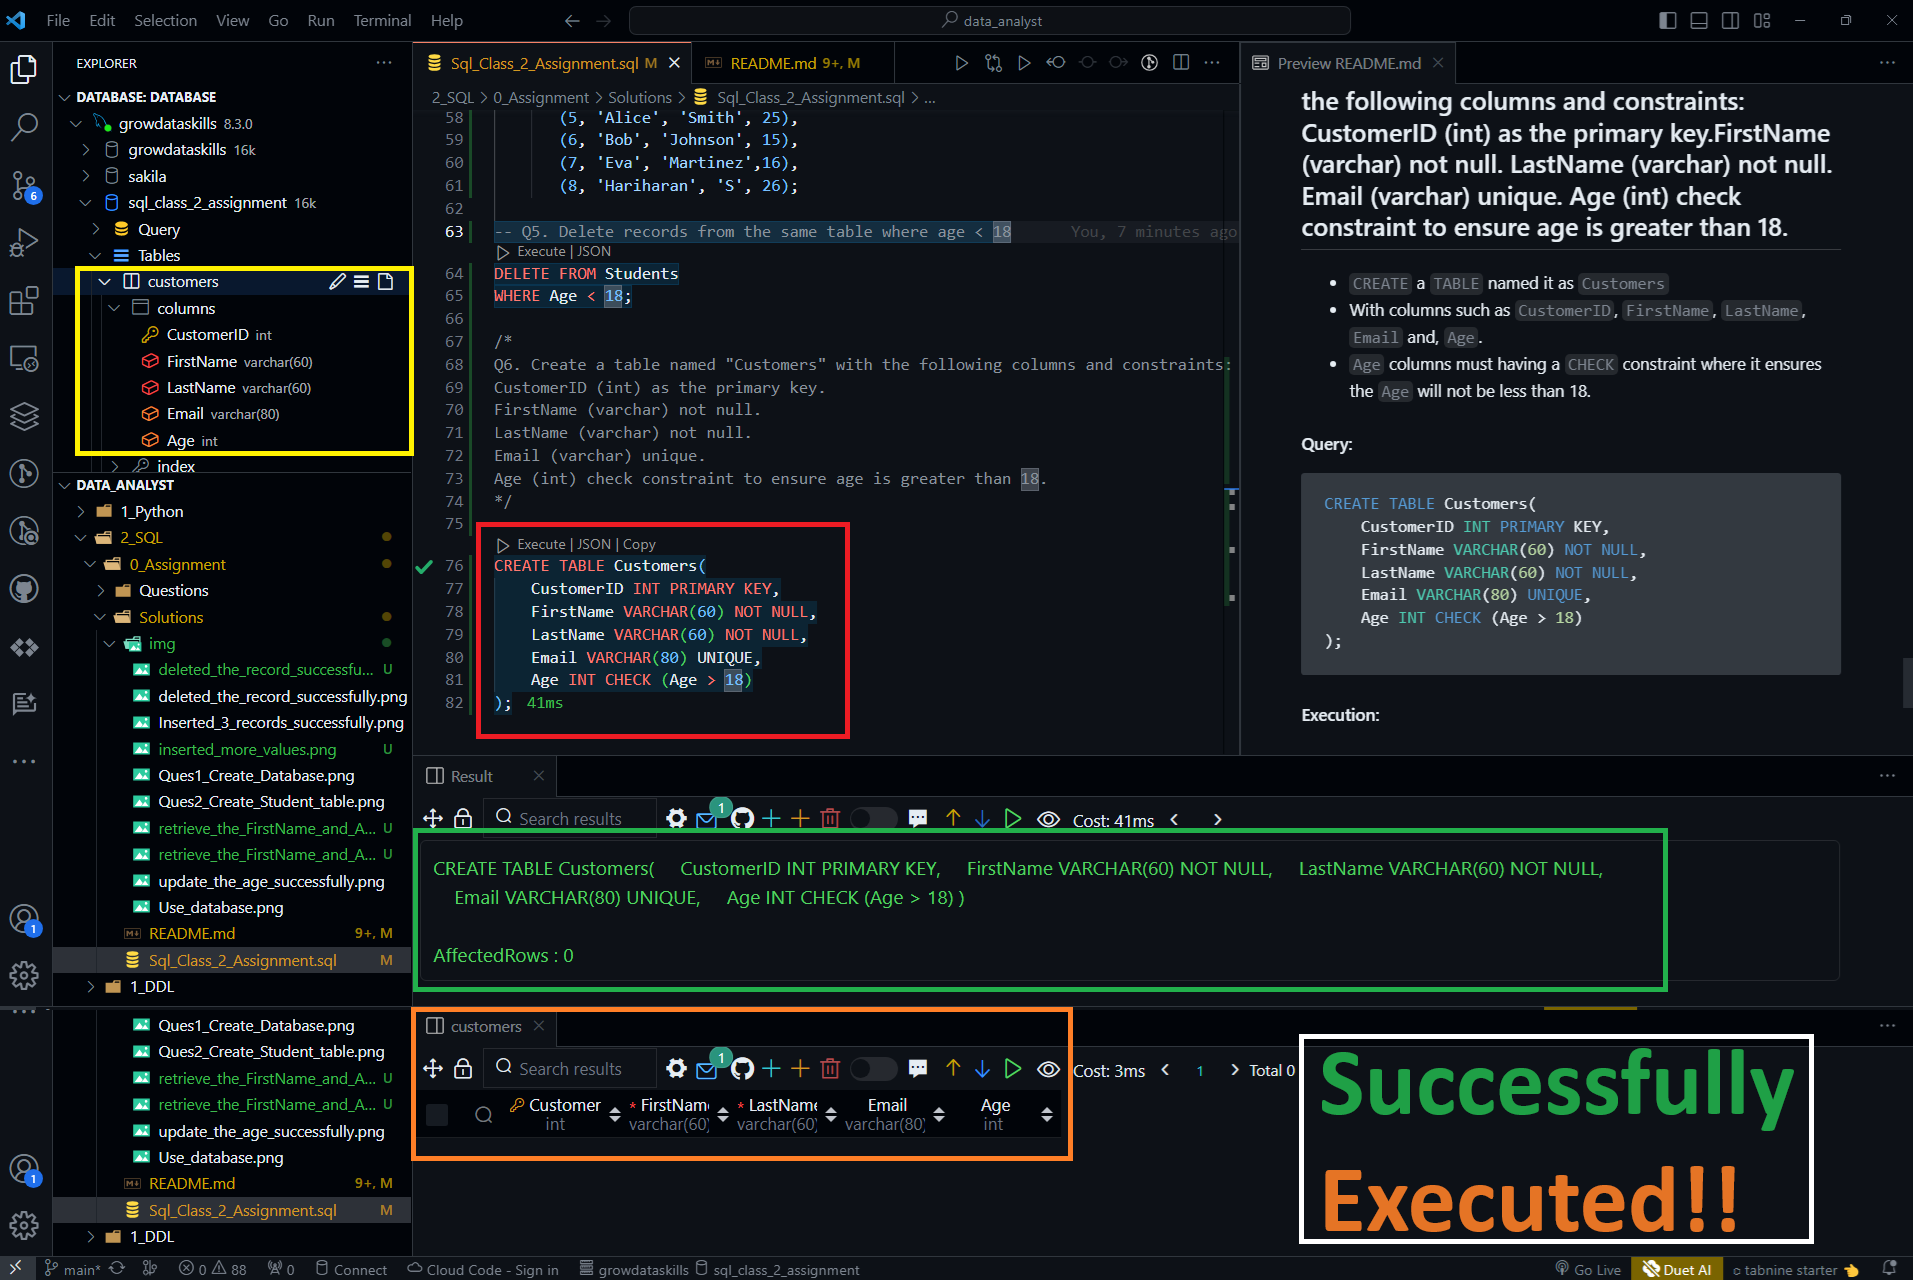 File Edit Selection View Go Run Terminal Help
data_analyst
EXPLORER
DATABASE: DATABASE
growdataskills 8.3.0
growdataskills 16k
sakila
sql_class_2_assignment 16k
Query
Tables
customers
columns
CustomerID int
FirstName varchar(60)
LastName varchar(60)
Email varchar(80)
Age int
index
DATA_ANALYST
1_Python
2_SQL
0_Assignment
Questions
Solutions
img
deleted_the_record_successfu... U
deleted_the_record_successfully.png
Inserted_3_records_successfully.png
inserted_more_values.png U
Ques1_Create_Database.png
Ques2_Create_Student_table.png
retrieve_the_FirstName_and_A... U
retrieve_the_FirstName_and_A... U
update_the_age_successfully.png
Use_database.png
README.md 9+, M
Sql_Class_2_Assignment.sql M
1_DDL
6
1
Sql_Class_2_Assignment.sql M
README.md 9+, M
2_SQL > 0_Assignment > Solutions > Sql_Class_2_Assignment.sql > ...
58 (5, 'Alice', 'Smith', 25),
59 (6, 'Bob', 'Johnson', 15),
60 (7, 'Eva', 'Martinez',16),
61 (8, 'Hariharan', 'S', 26);
62
63 -- Q5. Delete records from the same table where age < 18 You, 7 minutes ago
Execute | JSON
64 DELETE FROM Students
65 WHERE Age < 18;
66
67 /*
68 Q6. Create a table named "Customers" with the following columns and constraints:
69 CustomerID (int) as the primary key.
70 FirstName (varchar) not null.
71 LastName (varchar) not null.
72 Email (varchar) unique.
73 Age (int) check constraint to ensure age is greater than 18.
74 */
75
Execute | JSON | Copy
76 CREATE TABLE Customers(
77 CustomerID INT PRIMARY KEY,
78 FirstName VARCHAR(60) NOT NULL,
79 LastName VARCHAR(60) NOT NULL,
80 Email VARCHAR(80) UNIQUE,
81 Age INT CHECK (Age > 18)
82 ); 41ms
Preview README.md
the following columns and constraints:
CustomerID (int) as the primary key.FirstName
(varchar) not null. LastName (varchar) not null.
Email (varchar) unique. Age (int) check
constraint to ensure age is greater than 18.
• CREATE a TABLE named it as Customers
• With columns such as CustomerID, FirstName, LastName,
Email and, Age.
• Age columns must having a CHECK constraint where it ensures
the Age will not be less than 18.
Query:
CREATE TABLE Customers(
CustomerID INT PRIMARY KEY,
FirstName VARCHAR(60) NOT NULL,
LastName VARCHAR(60) NOT NULL,
Email VARCHAR(80) UNIQUE,
Age INT CHECK (Age > 18)
);
Execution:
Result
Search results 1 Cost: 41ms
CREATE TABLE Customers( CustomerID INT PRIMARY KEY, FirstName VARCHAR(60) NOT NULL, LastName VARCHAR(60) NOT NULL,
Email VARCHAR(80) UNIQUE, Age INT CHECK (Age > 18) )
AffectedRows : 0
Ques1_Create_Database.png
Ques2_Create_Student_table.png
retrieve_the_FirstName_and_A... U
retrieve_the_FirstName_and_A... U
update_the_age_successfully.png
Use_database.png
README.md 9+, M
Sql_Class_2_Assignment.sql M
1_DDL
1
customers
Search results 1 Cost: 3ms 1 Total 0
Customer int * FirstName varchar(60) * LastName varchar(60) Email varchar(80) Age int
Successfully
Executed!!
main* 0 88 0 Connect Cloud Code - Sign in growdataskills sql_class_2_assignment Go Live Duet AI tabnine starter